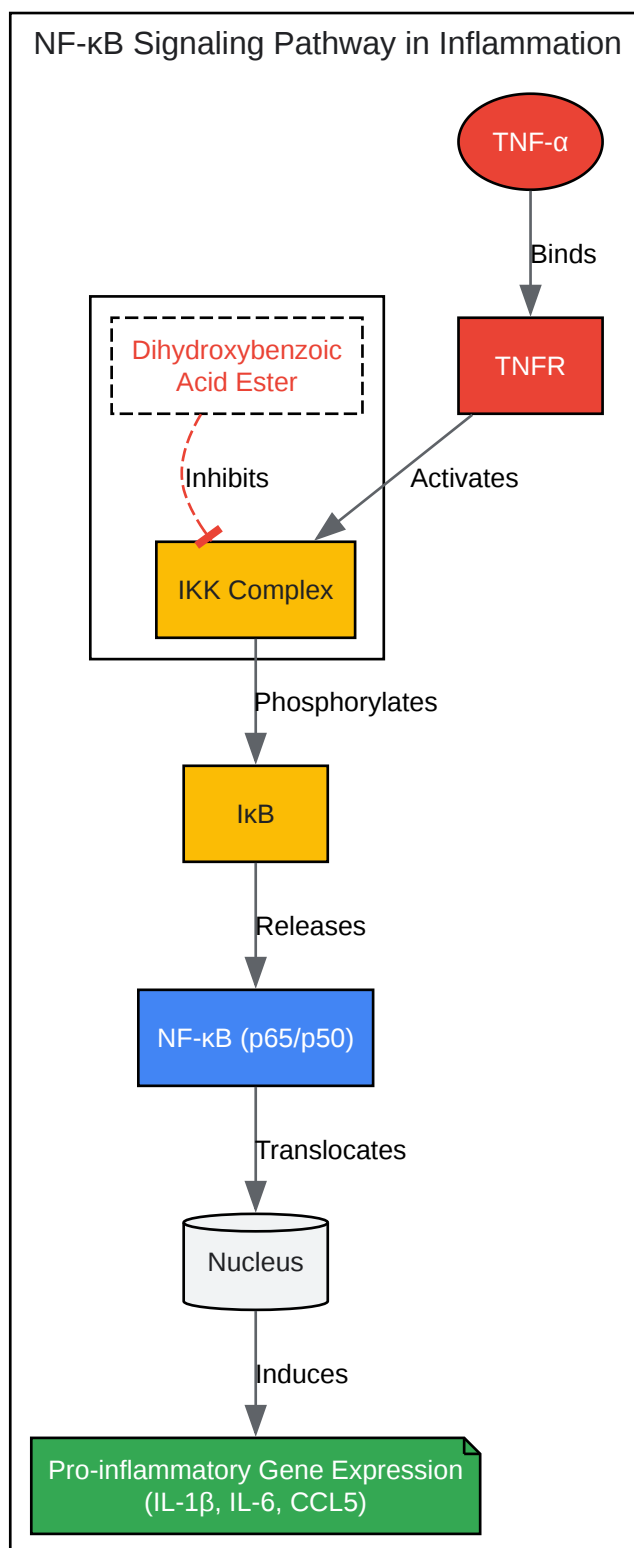 NF-κB Signaling Pathway in Inflammation
TNF-α
Binds
TNFR
Dihydroxybenzoic
Acid Ester
Inhibits
Activates
IKK Complex
Phosphorylates
IκB
Releases
NF-κB (p65/p50)
Translocates
Nucleus
Induces
Pro-inflammatory Gene Expression
(IL-1β, IL-6, CCL5)